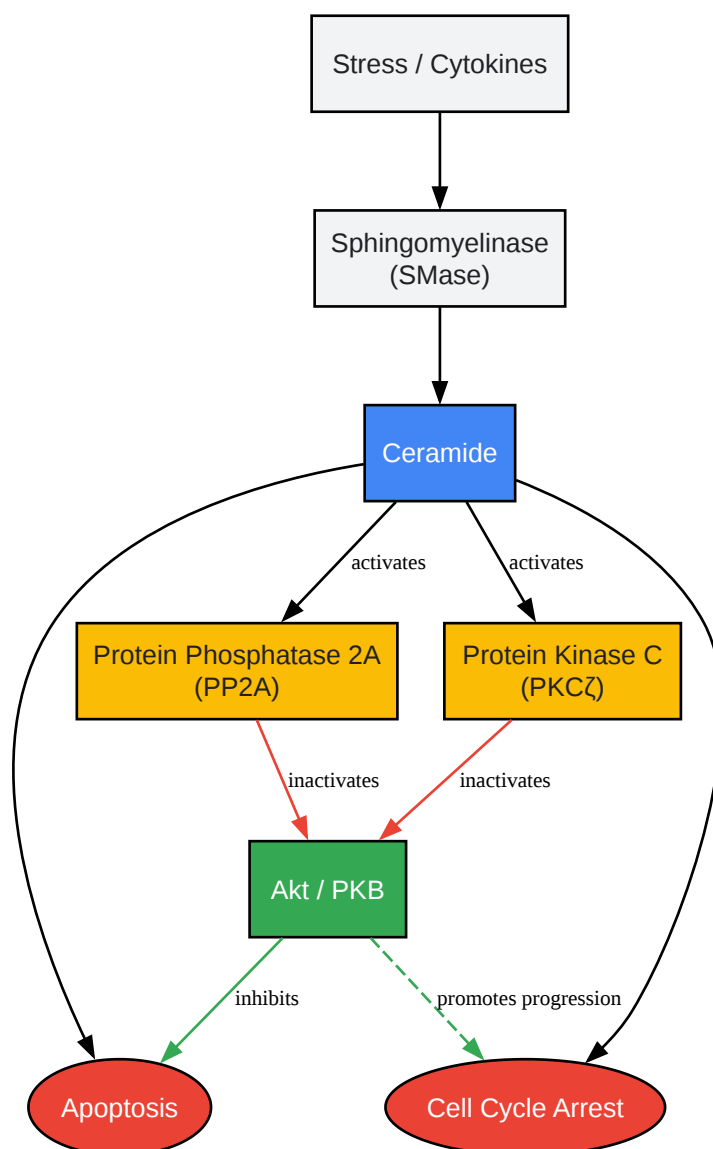 Stress / Cytokines
Sphingomyelinase
(SMase)
Ceramide
activates
activates
Protein Phosphatase 2A
(PP2A)
Protein Kinase C
(PKCζ)
inactivates
inactivates
Akt / PKB
inhibits
promotes progression
Apoptosis
Cell Cycle Arrest